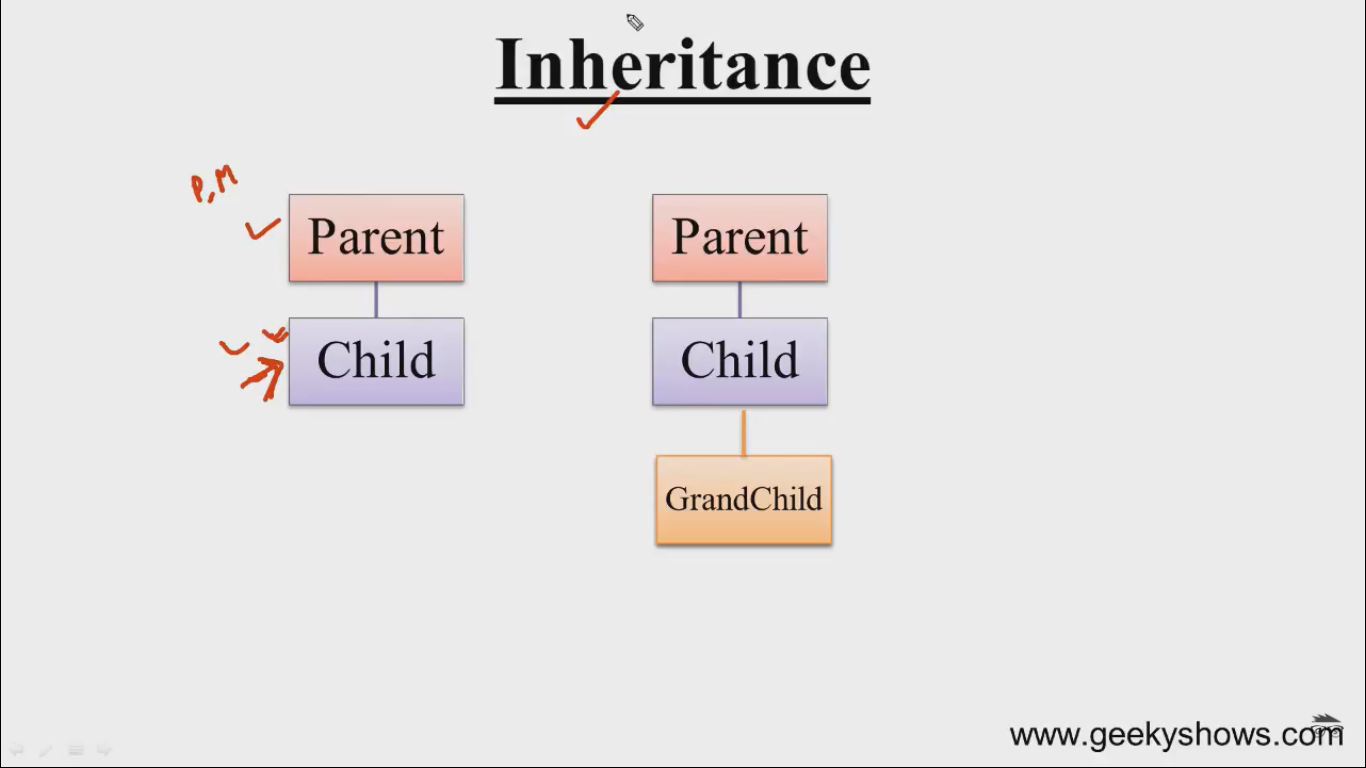 Inheritance
P, M
Parent
Parent
Child
Child
GrandChild
www.geekyshows.com